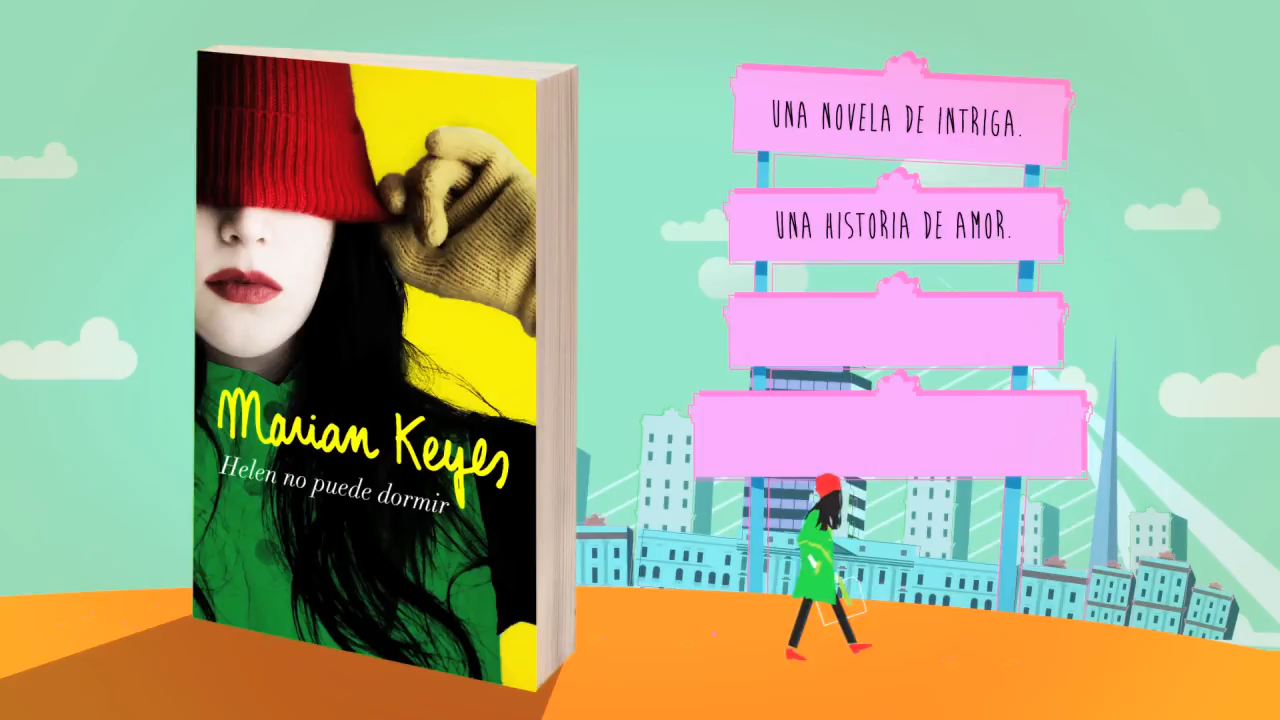 Marian Keyes
Helen no puede dormir
UNA NOVELA DE INTRIGA.
UNA HISTORIA DE AMOR.